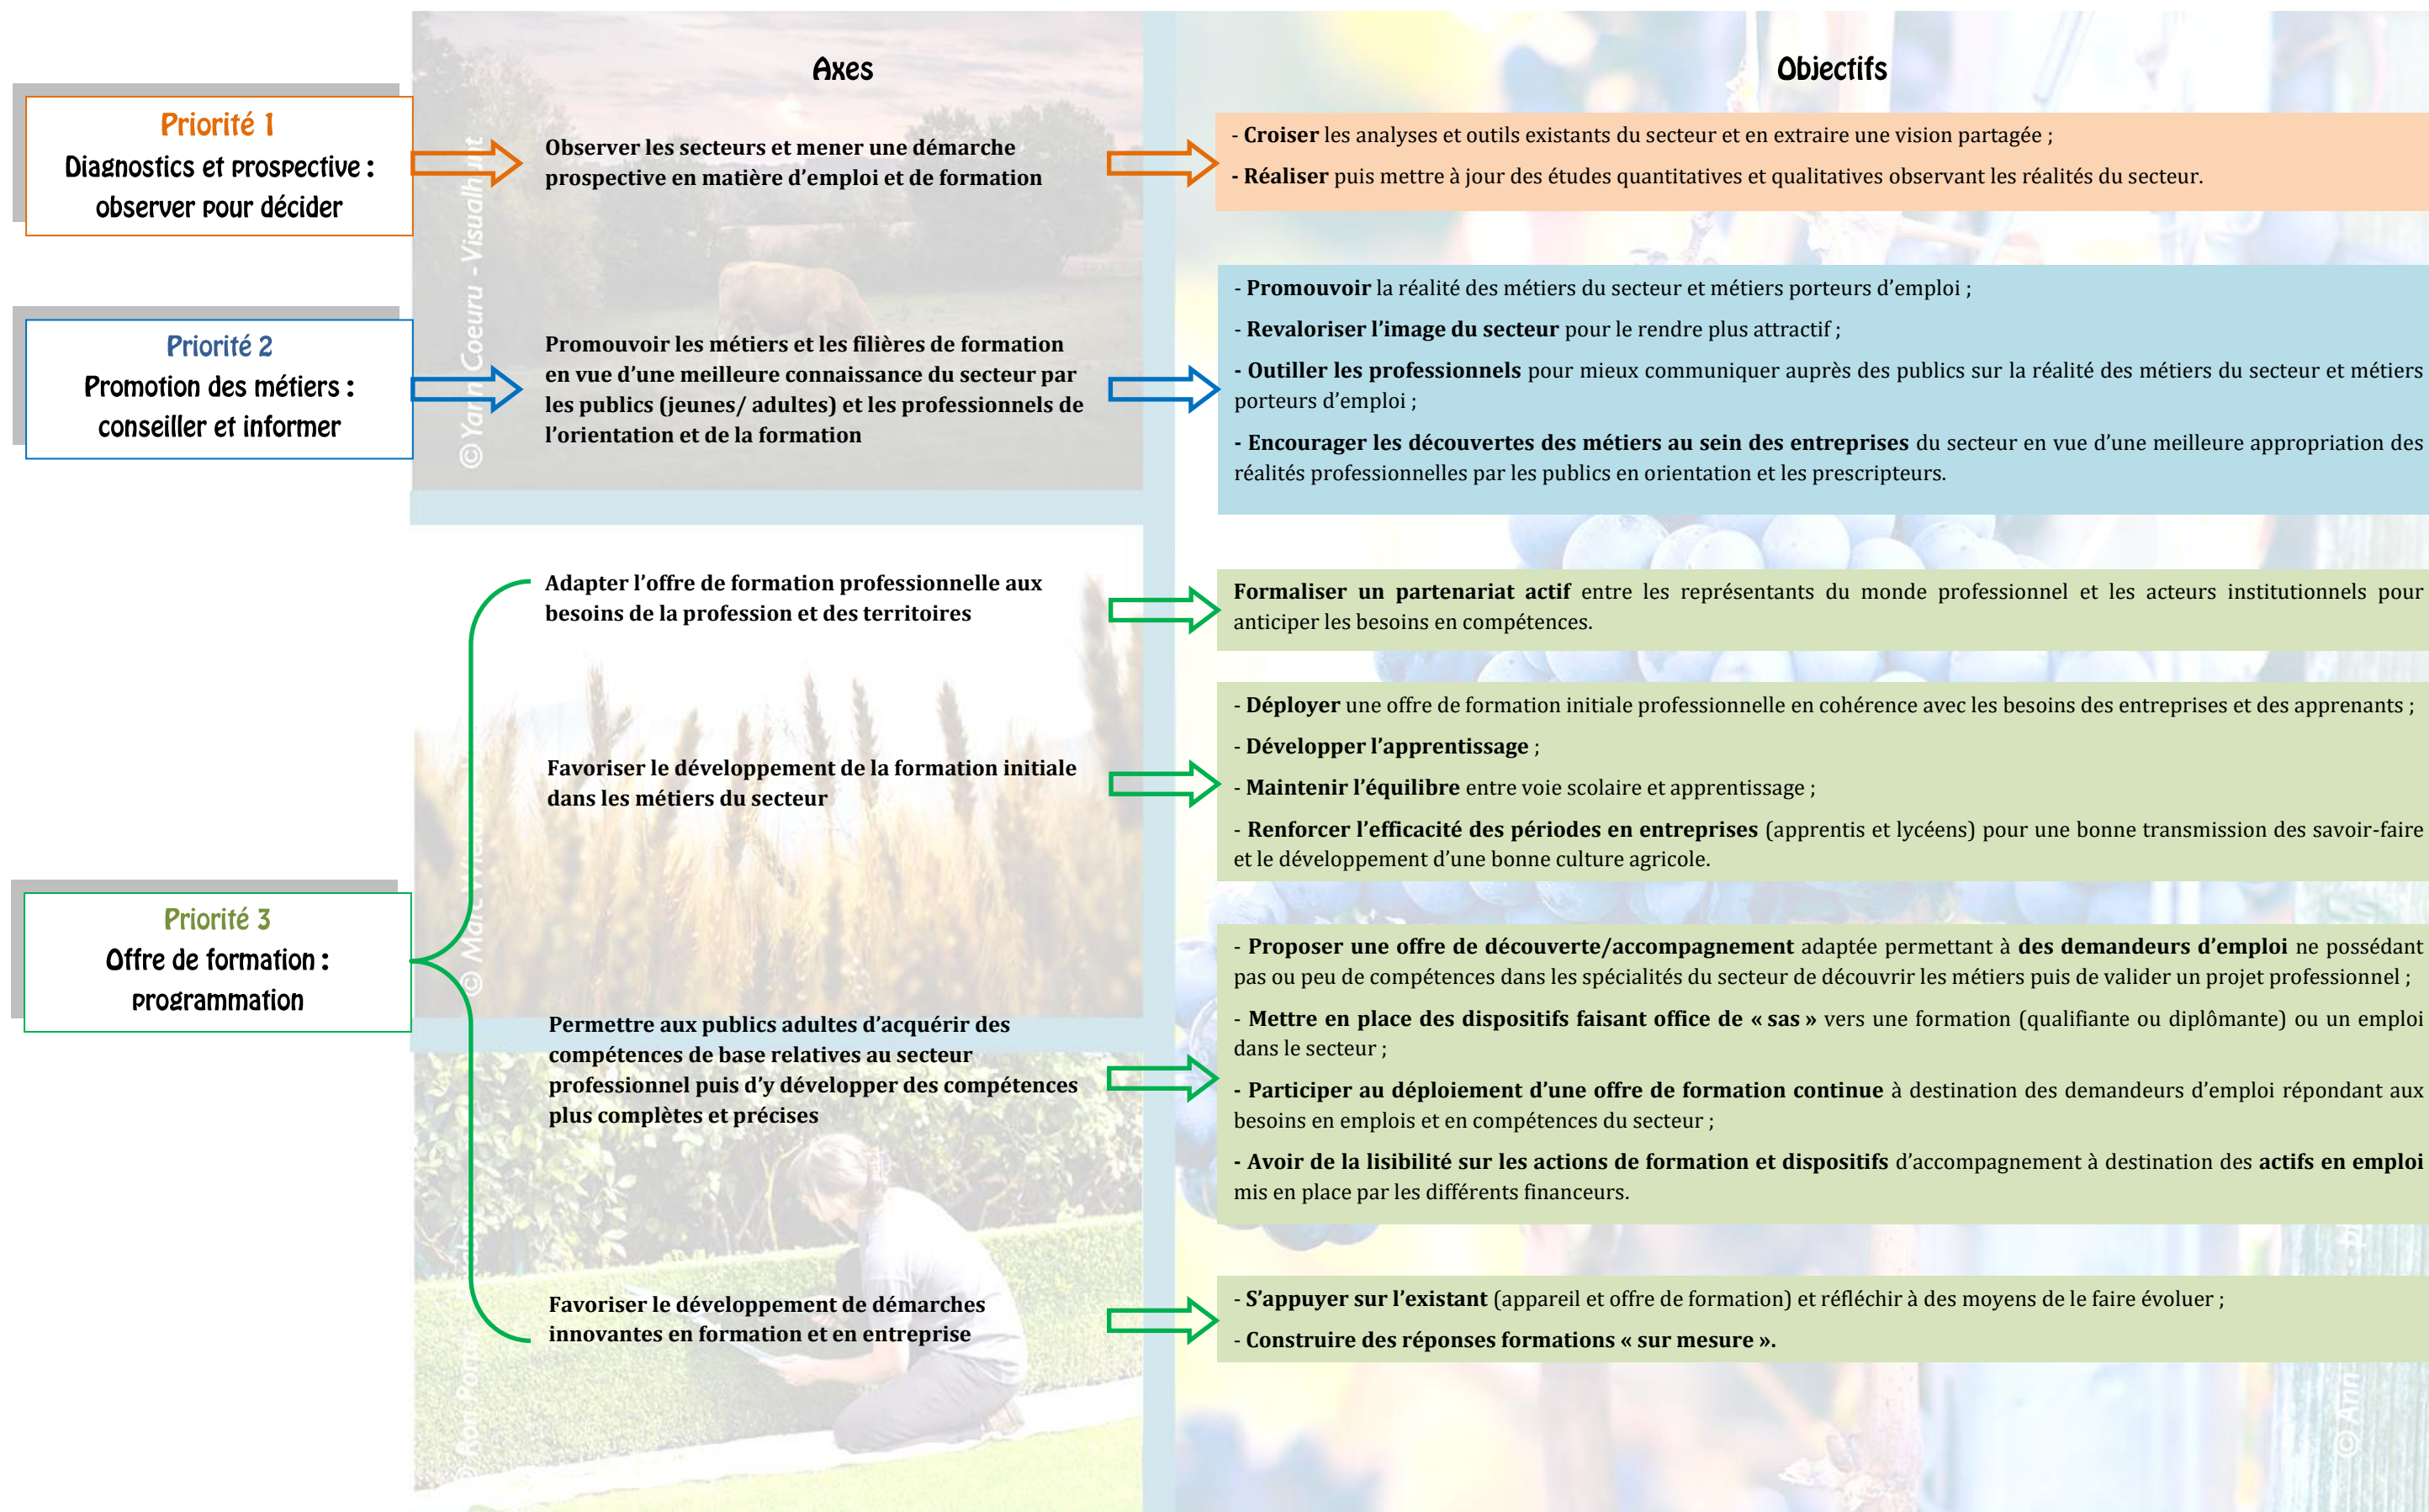 Axes
Objectifs
Priorité 1
Diagnostics et prospective :
observer pour décider
Observer les secteurs et mener une démarche
prospective en matière d’emploi et de formation
- Croiser les analyses et outils existants du secteur et en extraire une vision partagée ;
- Réaliser puis mettre à jour des études quantitatives et qualitatives observant les réalités du secteur.
Priorité 2
Promotion des métiers :
conseiller et informer
Promouvoir les métiers et les filières de formation
en vue d’une meilleure connaissance du secteur par
les publics (jeunes/ adultes) et les professionnels de
l’orientation et de la formation
- Promouvoir la réalité des métiers du secteur et métiers porteurs d’emploi ;
- Revaloriser l’image du secteur pour le rendre plus attractif ;
- Outiller les professionnels pour mieux communiquer auprès des publics sur la réalité des métiers du secteur et métiers
porteurs d’emploi ;
- Encourager les découvertes des métiers au sein des entreprises du secteur en vue d’une meilleure appropriation des
réalités professionnelles par les publics en orientation et les prescripteurs.
© Yann Coeuru - Visualhunt
Priorité 3
Offre de formation :
programmation
Adapter l’offre de formation professionnelle aux
besoins de la profession et des territoires
Formaliser un partenariat actif entre les représentants du monde professionnel et les acteurs institutionnels pour
anticiper les besoins en compétences.
Favoriser le développement de la formation initiale
dans les métiers du secteur
- Déployer une offre de formation initiale professionnelle en cohérence avec les besoins des entreprises et des apprenants ;
- Développer l’apprentissage ;
- Maintenir l’équilibre entre voie scolaire et apprentissage ;
- Renforcer l’efficacité des périodes en entreprises (apprentis et lycéens) pour une bonne transmission des savoir-faire
et le développement d’une bonne culture agricole.
© Marc
Permettre aux publics adultes d’acquérir des
compétences de base relatives au secteur
professionnel puis d’y développer des compétences
plus complètes et précises
- Proposer une offre de découverte/accompagnement adaptée permettant à des demandeurs d’emploi ne possédant
pas ou peu de compétences dans les spécialités du secteur de découvrir les métiers puis de valider un projet professionnel ;
- Mettre en place des dispositifs faisant office de « sas » vers une formation (qualifiante ou diplômante) ou un emploi
dans le secteur ;
- Participer au déploiement d’une offre de formation continue à destination des demandeurs d’emploi répondant aux
besoins en emplois et en compétences du secteur ;
- Avoir de la lisibilité sur les actions de formation et dispositifs d’accompagnement à destination des actifs en emploi
mis en place par les différents financeurs.
Favoriser le développement de démarches
innovantes en formation et en entreprise
- S’appuyer sur l’existant (appareil et offre de formation) et réfléchir à des moyens de le faire évoluer ;
- Construire des réponses formations « sur mesure ».
© Ron
© Ann